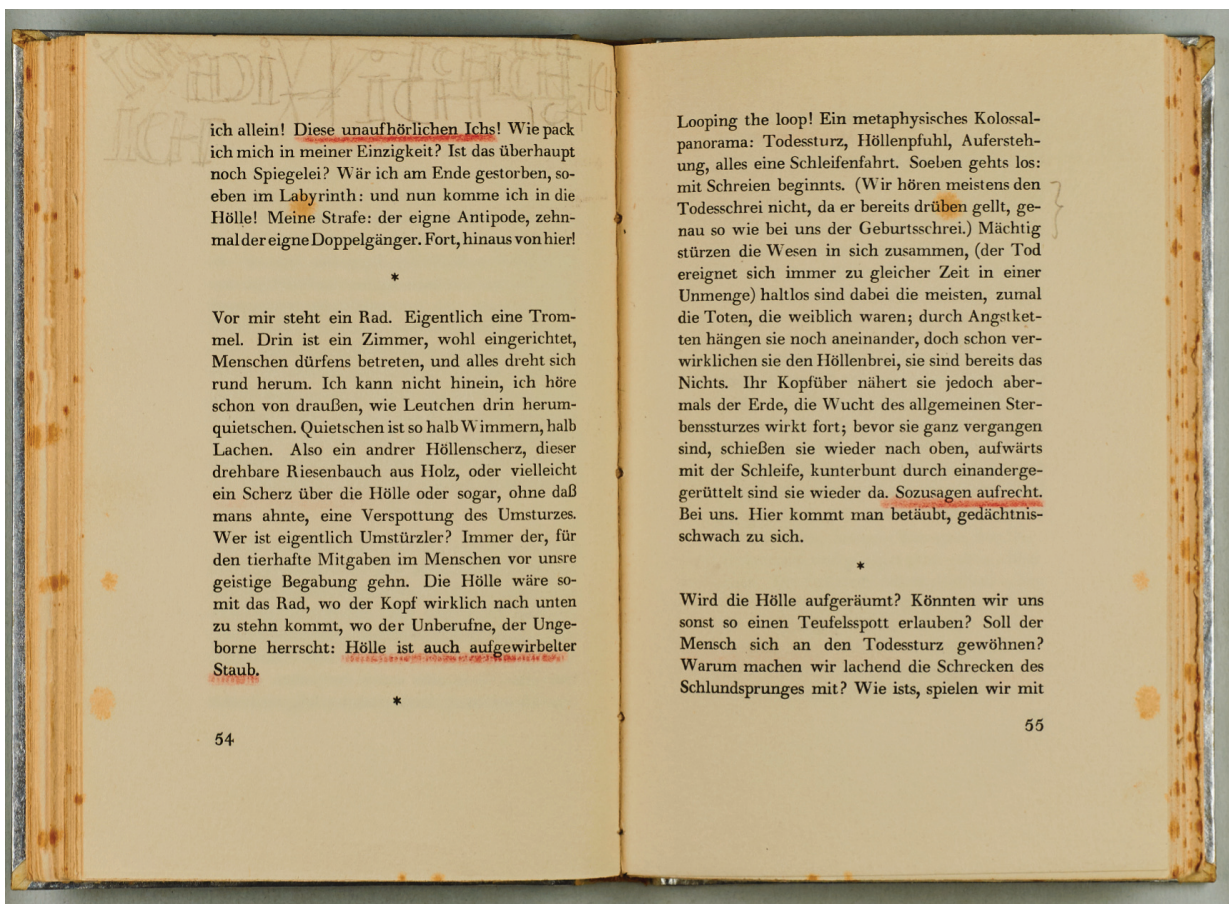 ich allein! Diese unaufhörlichen Ichs! Wie pack
ich mich in meiner Einzigkeit? Ist das überhaupt
noch Spiegelei? Wär ich am Ende gestorben, so-
eben im Labyrinth: und nun komme ich in die
Hölle! Meine Strafe: der eigne Antipode, zehn-
mal der eigne Doppelgänger. Fort, hinaus von hier!
*
Vor mir steht ein Rad. Eigentlich eine Trom-
mel. Drin ist ein Zimmer, wohl eingerichtet,
Menschen dürfens betreten, und alles dreht sich
rund herum. Ich kann nicht hinein, ich höre
schon von draußen, wie Leutchen drin herum-
quietschen. Quietschen ist so halb Wimmern, halb
Lachen. Also ein andrer Höllenscherz, dieser
drehbare Riesenbauch aus Holz, oder vielleicht
ein Scherz über die Hölle oder sogar, ohne daß
mans ahnte, eine Verspottung des Umsturzes.
Wer ist eigentlich Umstürzler? Immer der, für
den tierhafte Mitgaben im Menschen vor unsre
geistige Begabung gehn. Die Hölle wäre so-
mit das Rad, wo der Kopf wirklich nach unten
zu stehn kommt, wo der Unberufne, der Unge-
borne herrscht: Hölle ist auch aufgewirbelter
Staub.
*
54
Looping the loop! Ein metaphysisches Kolossal-
panorama: Todessturz, Höllenpfuhl, Aufersteh-
ung, alles eine Schleifenfahrt. Soeben gehts los:
mit Schreien beginnts. (Wir hören meistens den
Todesschrei nicht, da er bereits drüben gellt, ge-
nau so wie bei uns der Geburtsschrei.) Mächtig
stürzen die Wesen in sich zusammen, (der Tod
ereignet sich immer zu gleicher Zeit in einer
Unmenge) haltlos sind dabei die meisten, zumal
die Toten, die weiblich waren; durch Angstket-
ten hängen sie noch aneinander, doch schon ver-
wirklichen sie den Höllenbrei, sie sind bereits das
Nichts. Ihr Kopfüber nähert sie jedoch aber-
mals der Erde, die Wucht des allgemeinen Ster-
benssturzes wirkt fort; bevor sie ganz vergangen
sind, schießen sie wieder nach oben, aufwärts
mit der Schleife, kunterbunt durch einanderge-
gerüttelt sind sie wieder da. Sozusagen aufrecht.
Bei uns. Hier kommt man betäubt, gedächtnis-
schwach zu sich.
*
Wird die Hölle aufgeräumt? Könnten wir uns
sonst so einen Teufelsspott erlauben? Soll der
Mensch sich an den Todessturz gewöhnen?
Warum machen wir lachend die Schrecken des
Schlundsprunges mit? Wie ists, spielen wir mit
55